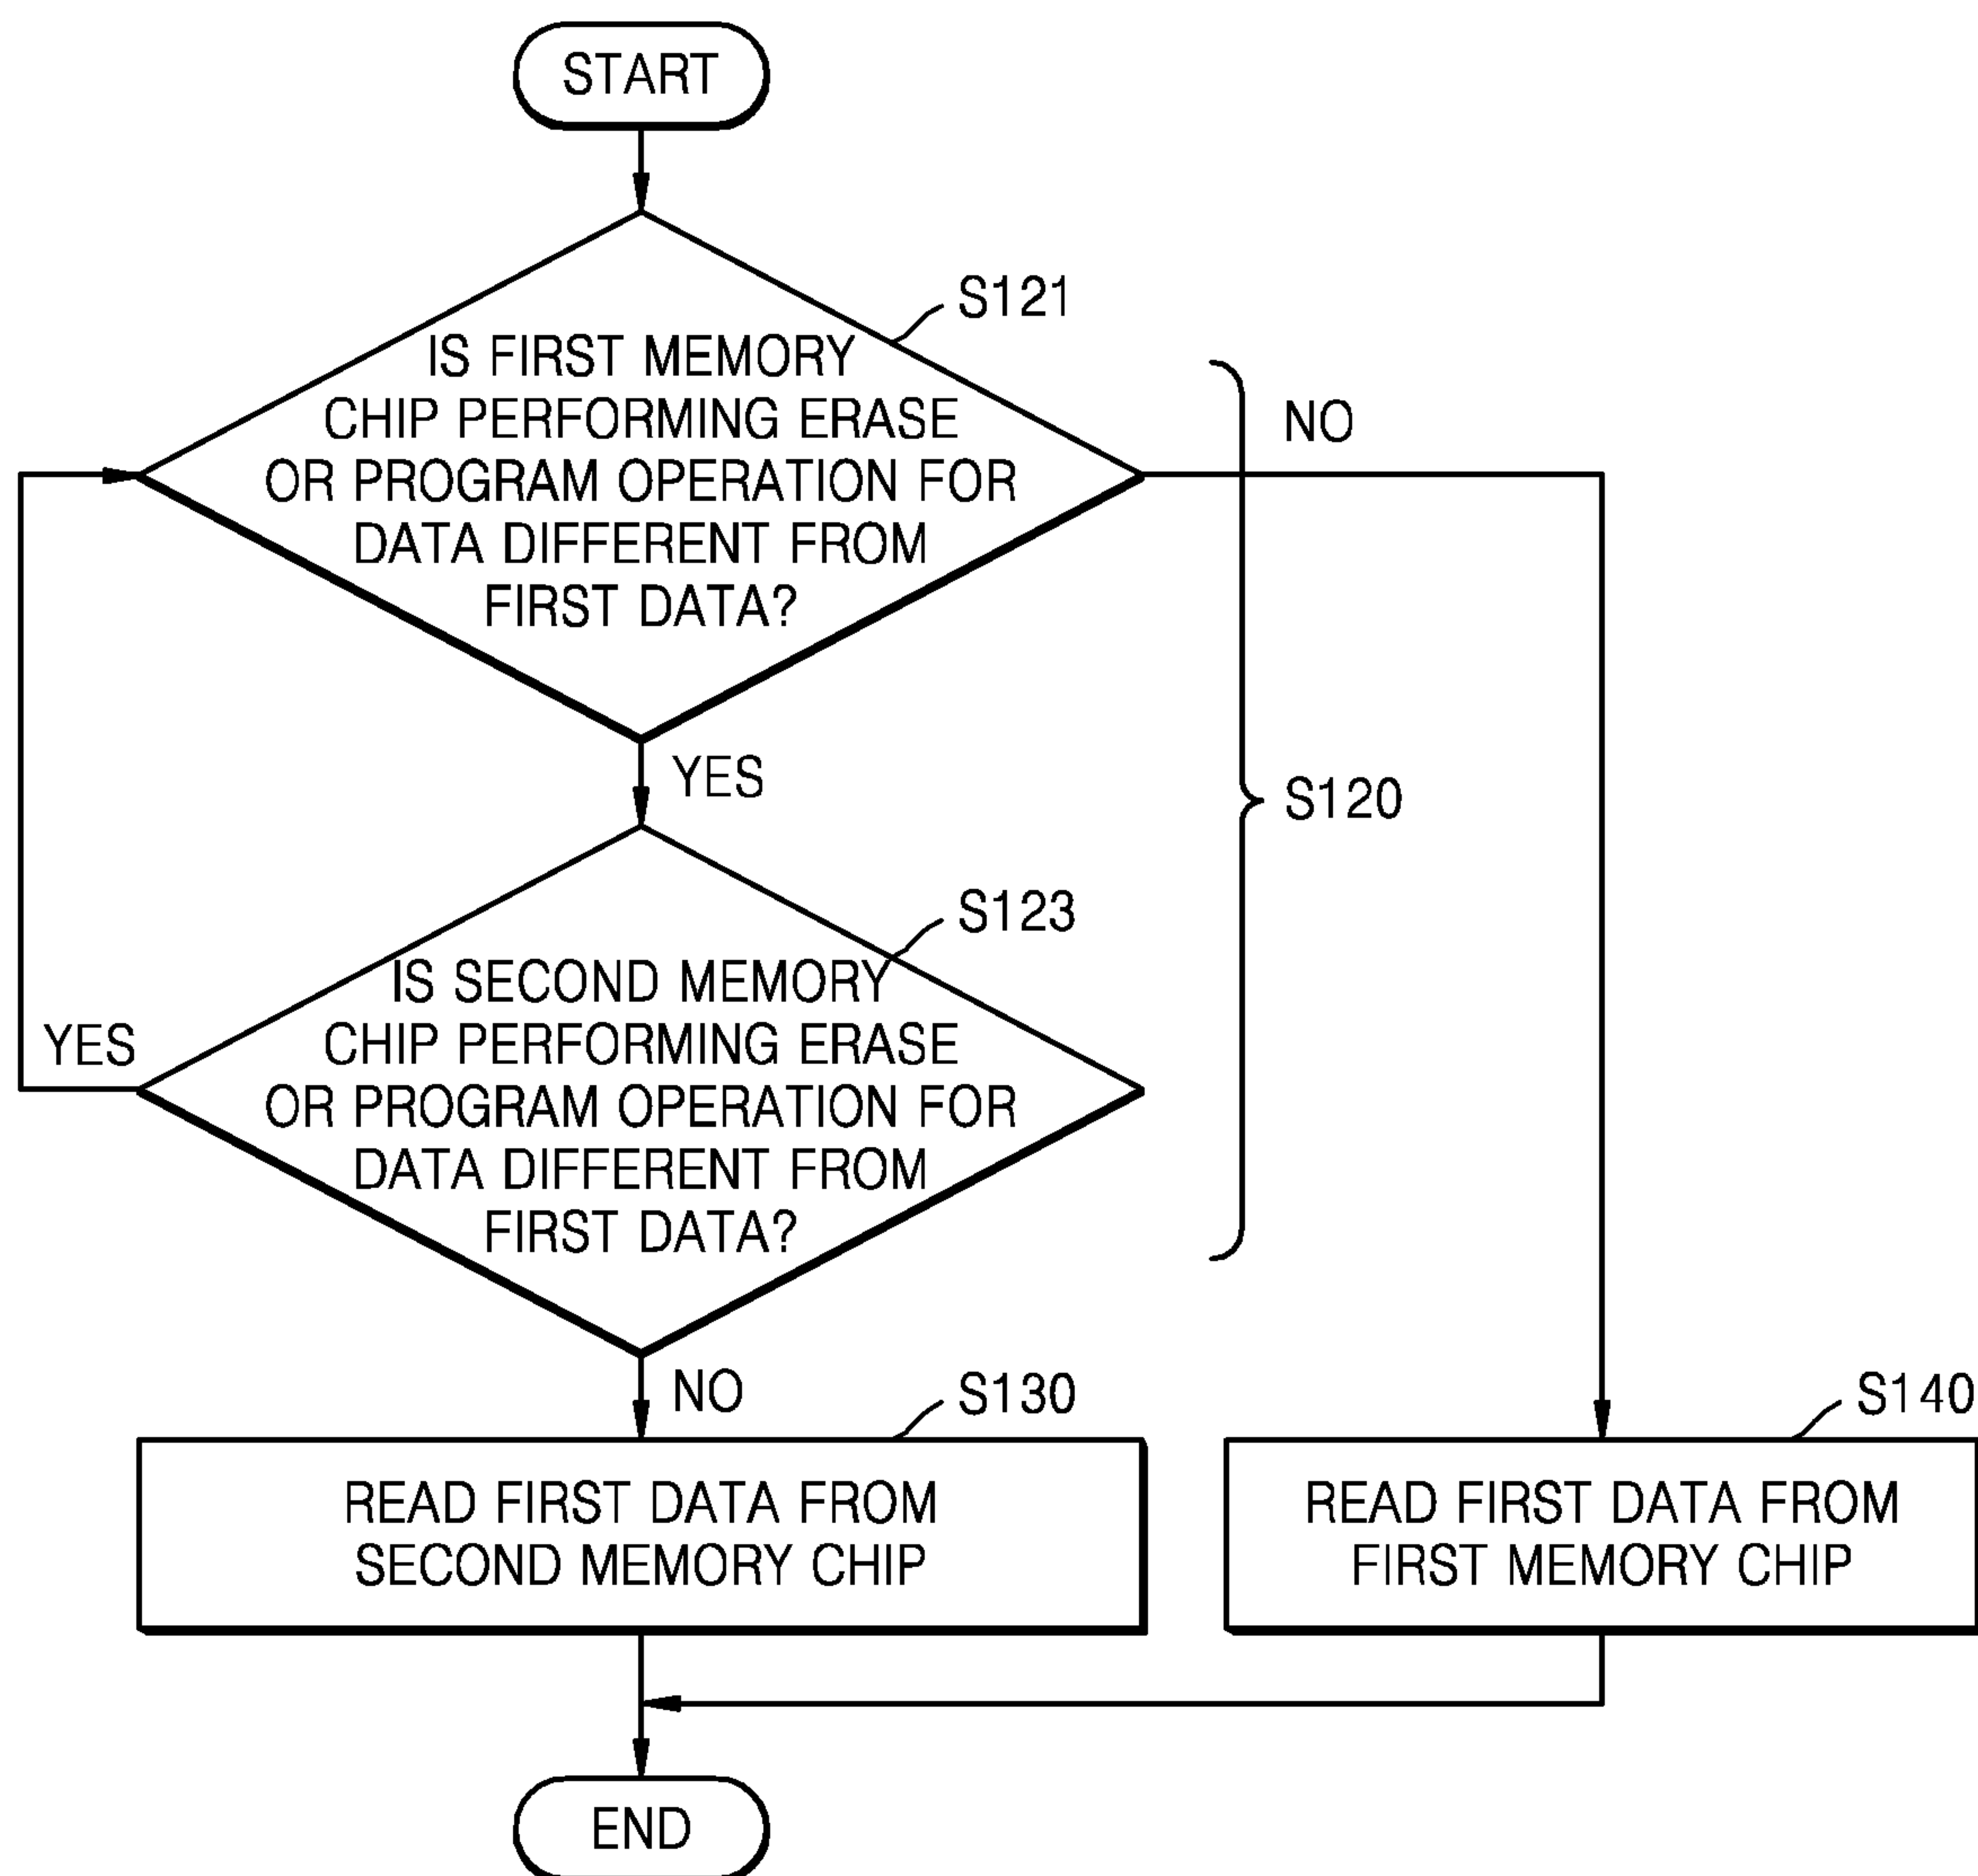 START
S121
IS FIRST MEMORY
CHIP PERFORMING ERASE
OR PROGRAM OPERATION FOR
DATA DIFFERENT FROM
FIRST DATA?
NO
YES
S120
S123
IS SECOND MEMORY
CHIP PERFORMING ERASE
OR PROGRAM OPERATION FOR
DATA DIFFERENT FROM
FIRST DATA?
YES
NO
S130
READ FIRST DATA FROM
SECOND MEMORY CHIP
S140
READ FIRST DATA FROM
FIRST MEMORY CHIP
END